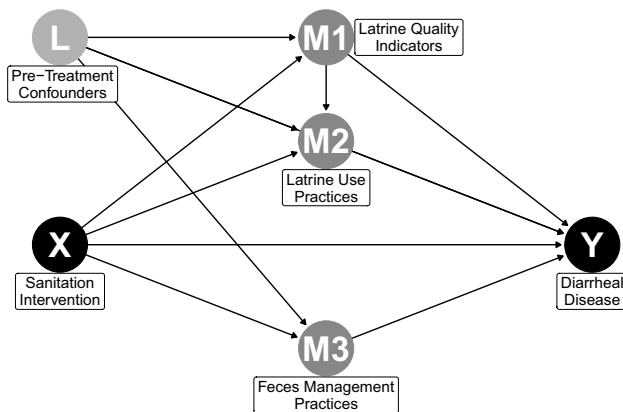 L
Pre−Treatment
Confounders
M1
Latrine Quality
Indicators
M2
Latrine Use
Practices
X
Sanitation
Intervention
Y
Diarrheal
Disease
M3
Feces Management
Practices